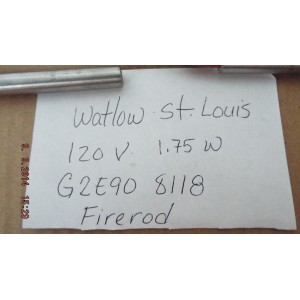 Watlow St. Louis
120 V 1.75 W
G2E90 8118
Firerod